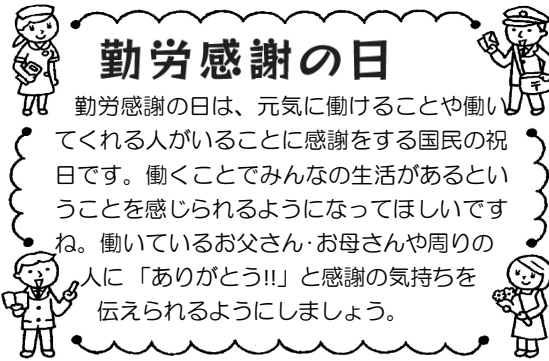 勤労感謝の日
勤労感謝の日は、元気に働けることや働い
てくれる人がいることに感謝をする国民の祝
日です。働くことでみんなの生活があるとい
うことを感じられるようになってほしいです
ね。働いているお父さん･お母さんや周りの
人に「ありがとう!!」と感謝の気持ちを
伝えられるようにしましょう。
〒